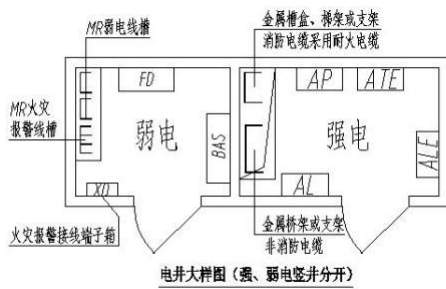 MR弱电线槽
金属槽盒、梯架或支架
消防电缆采用耐火电缆
FD
AP
ATE
MR火灾
报警线槽
弱电
BAS
强电
ALE
XD
AL
火灾报警接线端子箱
金属桥架或支架
非消防电缆
电井大样图(强、弱电竖井分开)